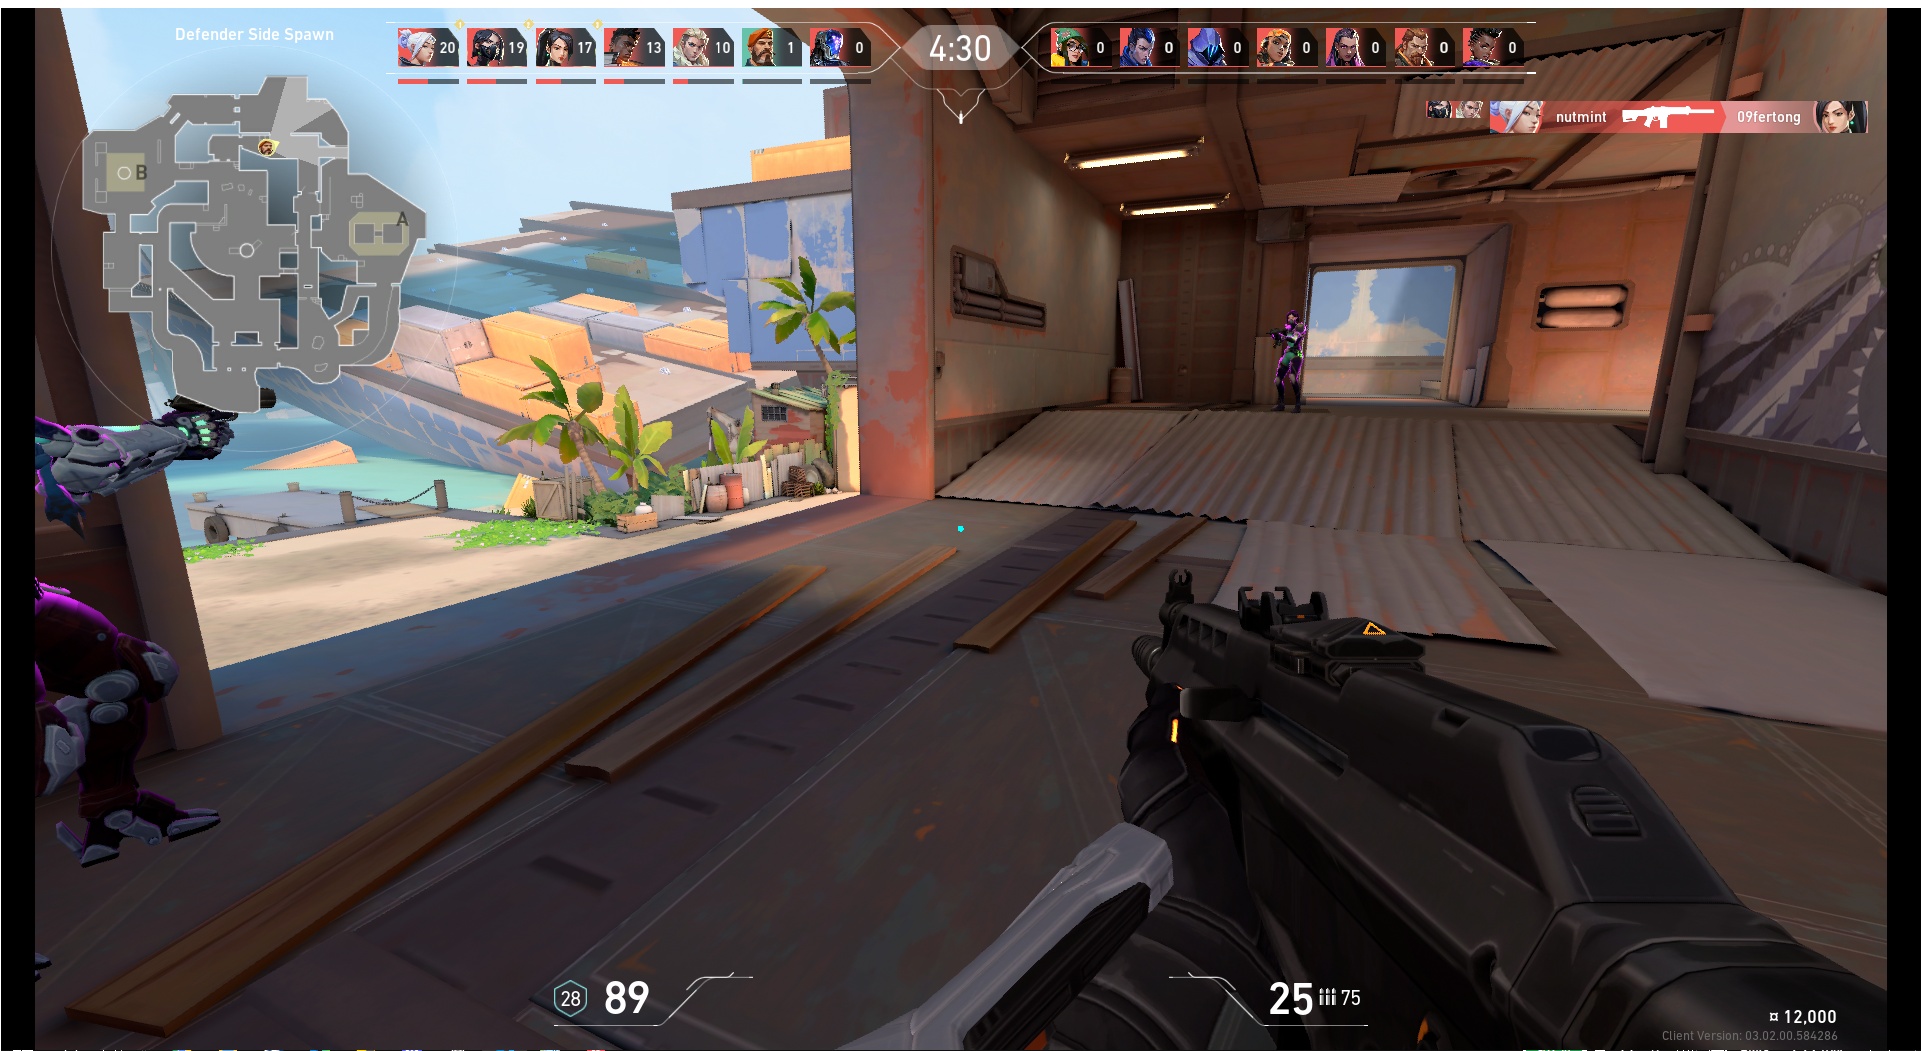 Defender Side Spawn
20 19 17 13 10 1 0
4:30
0 0 0 0 0 0 0
nutmint 09fertong
B
A
28 89
25 75
¤ 12,000
Client Version: 03.02.00.584286